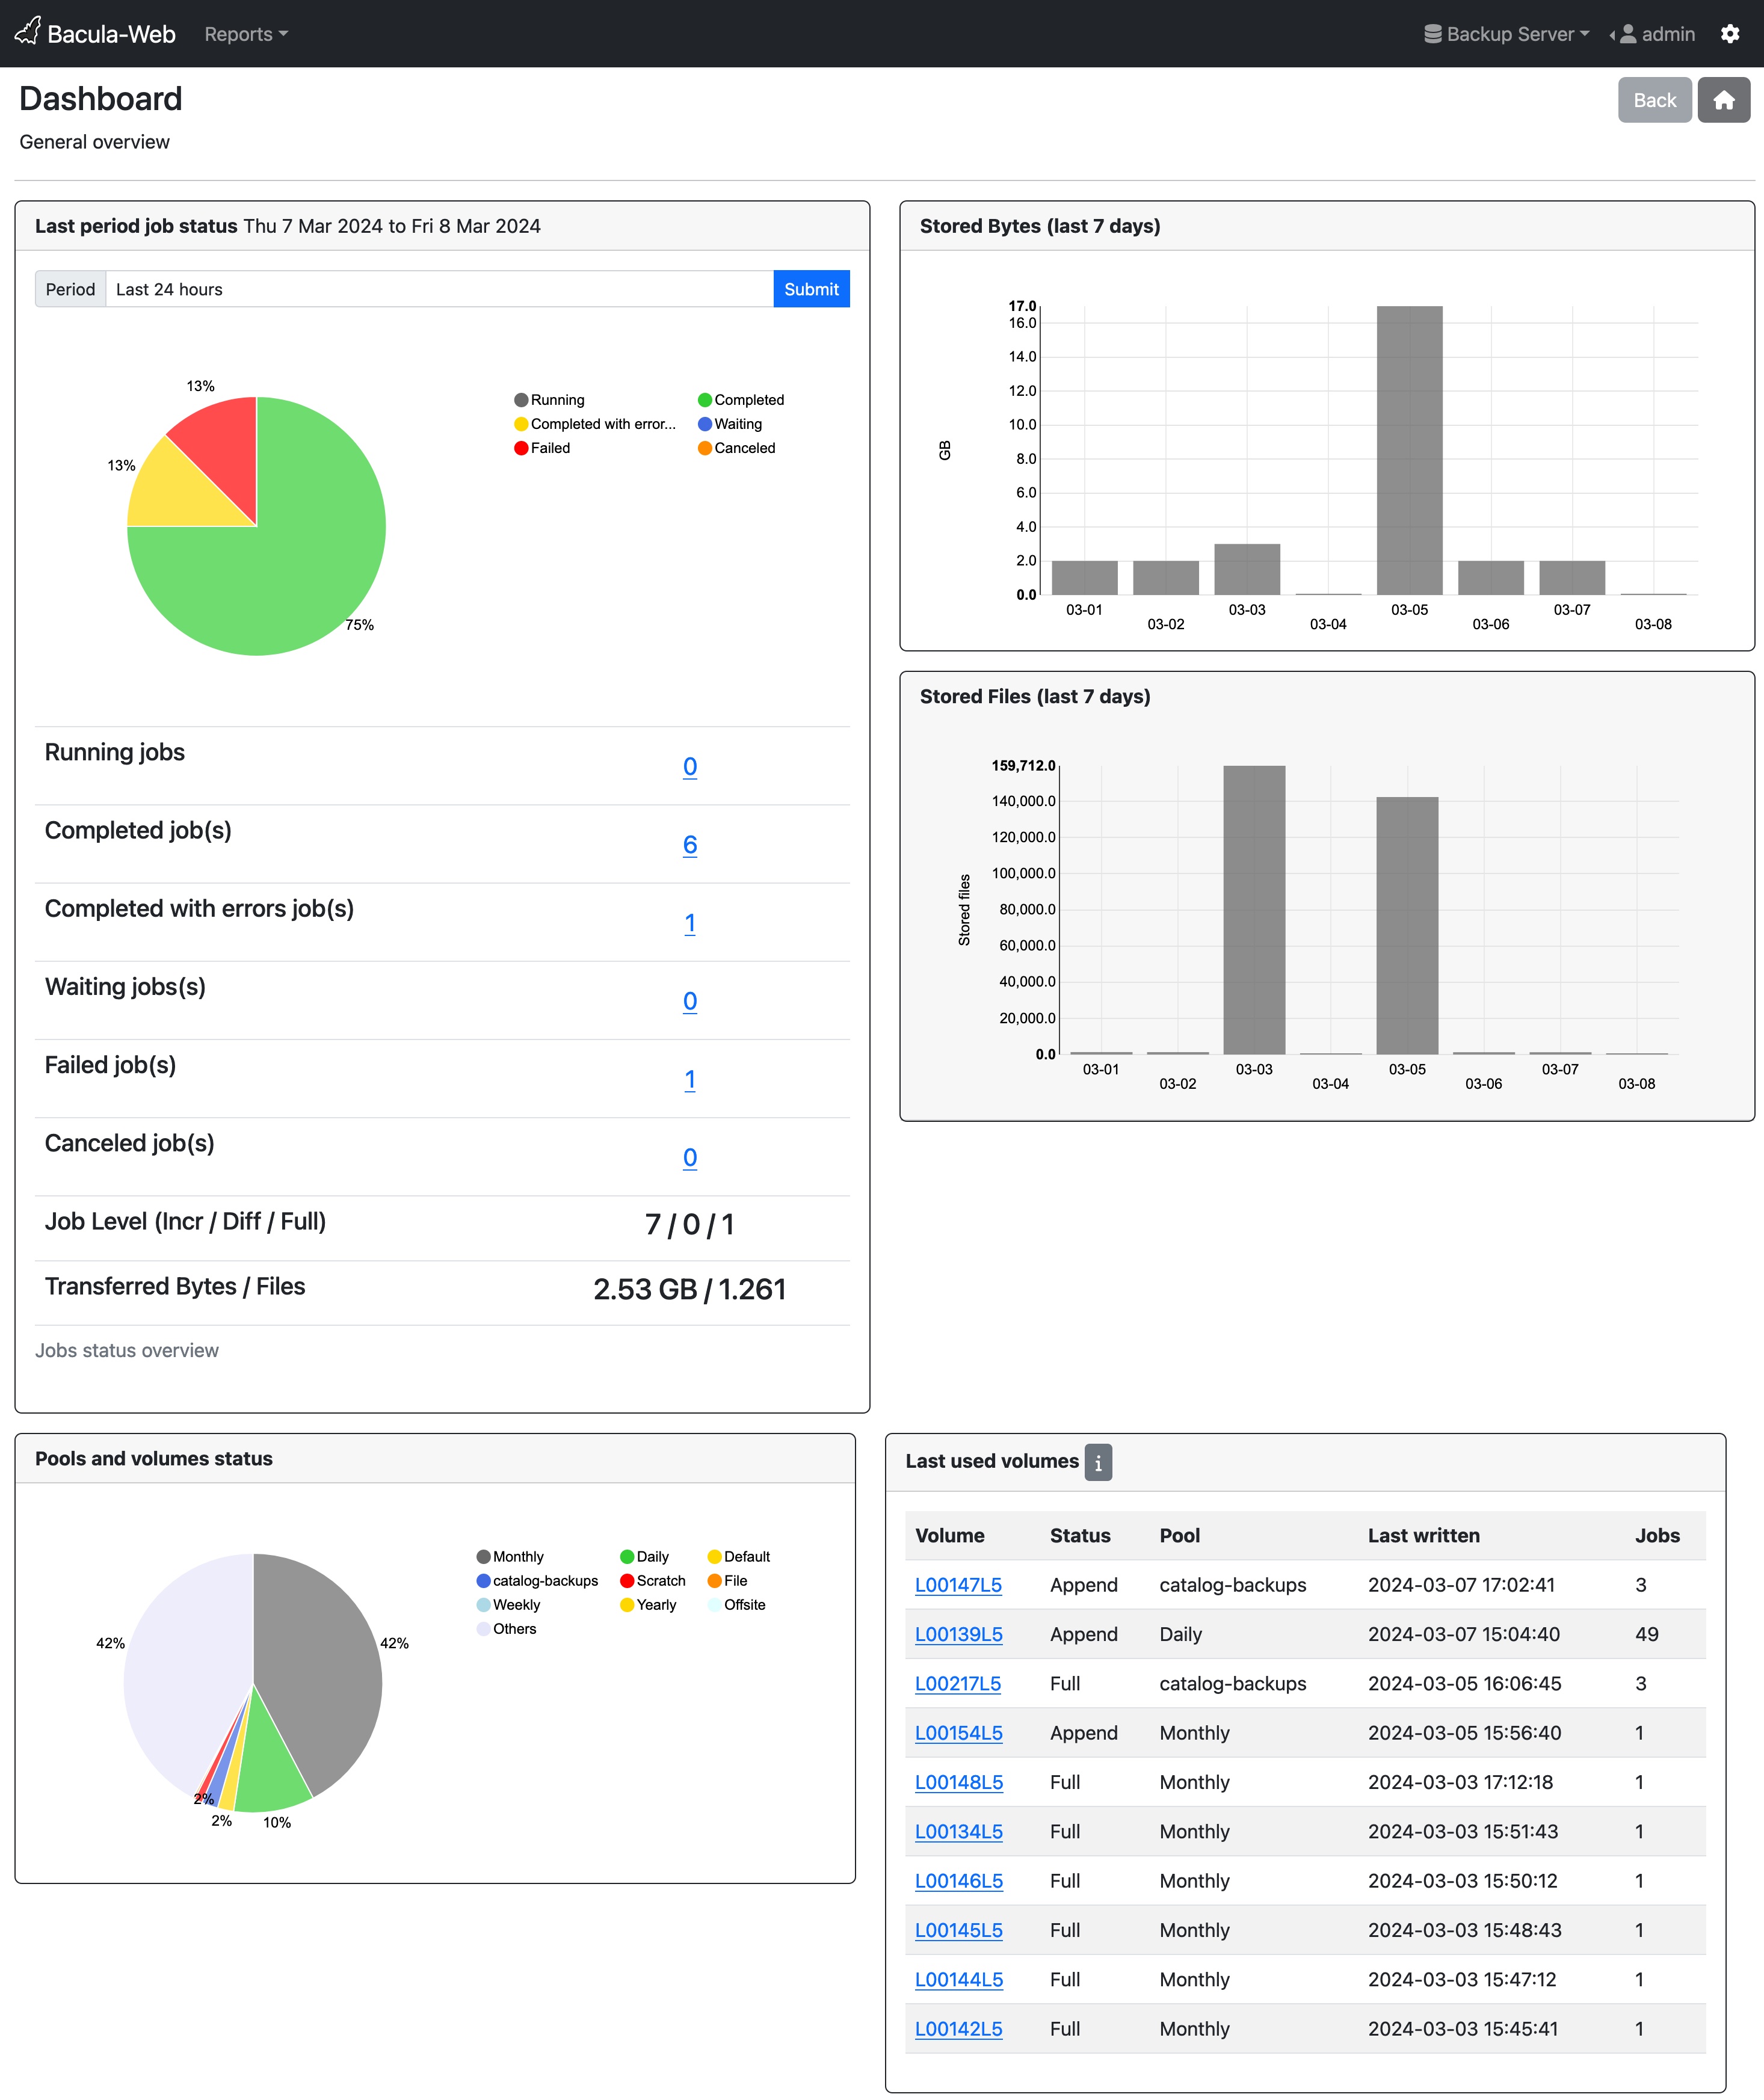 Bacula-Web Reports Backup Server admin
Dashboard
Back
General overview
Last period job status Thu 7 Mar 2024 to Fri 8 Mar 2024
Period Last 24 hours Submit
13%
13%
75%
Running Completed
Completed with error... Waiting
Failed Canceled
Running jobs 0
Completed job(s) 6
Completed with errors job(s) 1
Waiting jobs(s) 0
Failed job(s) 1
Canceled job(s) 0
Job Level (Incr / Diff / Full) 7 / 0 / 1
Transferred Bytes / Files 2.53 GB / 1.261
Jobs status overview
Stored Bytes (last 7 days)
GB
17.0
16.0
14.0
12.0
10.0
8.0
6.0
4.0
2.0
0.0
03-01 03-02 03-03 03-04 03-05 03-06 03-07 03-08
Stored Files (last 7 days)
Stored files
159,712.0
140,000.0
120,000.0
100,000.0
80,000.0
60,000.0
40,000.0
20,000.0
0.0
03-01 03-02 03-03 03-04 03-05 03-06 03-07 03-08
Pools and volumes status
42% 42%
2%
2% 10%
Monthly Daily Default
catalog-backups Scratch File
Weekly Yearly Offsite
Others
Last used volumes i
Volume Status Pool Last written Jobs
L00147L5 Append catalog-backups 2024-03-07 17:02:41 3
L00139L5 Append Daily 2024-03-07 15:04:40 49
L00217L5 Full catalog-backups 2024-03-05 16:06:45 3
L00154L5 Append Monthly 2024-03-05 15:56:40 1
L00148L5 Full Monthly 2024-03-03 17:12:18 1
L00134L5 Full Monthly 2024-03-03 15:51:43 1
L00146L5 Full Monthly 2024-03-03 15:50:12 1
L00145L5 Full Monthly 2024-03-03 15:48:43 1
L00144L5 Full Monthly 2024-03-03 15:47:12 1
L00142L5 Full Monthly 2024-03-03 15:45:41 1